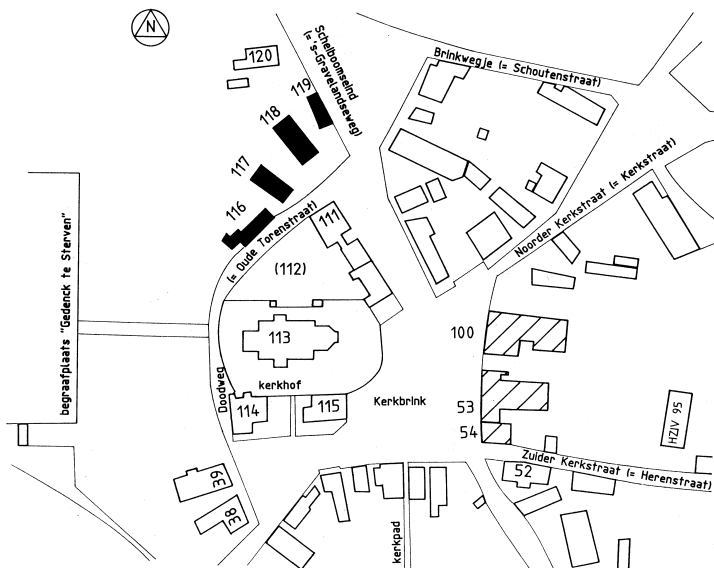 N
120
Schelboomseind
(= 's-Gravelandseweg)
Brinkwegje (= Schoutenstraat)
119
118
117
116
(= Oude Torenstraat)
111
(112)
Noorder Kerkstraat (= Kerkstraat)
begraafplaats "Gedenck te Sterven"
113
100
Doodweg
kerkhof
114
115
Kerkbrink
53
54
HZIV 95
Zuider Kerkstraat (= Herenstraat)
52
39
38
kerkpad